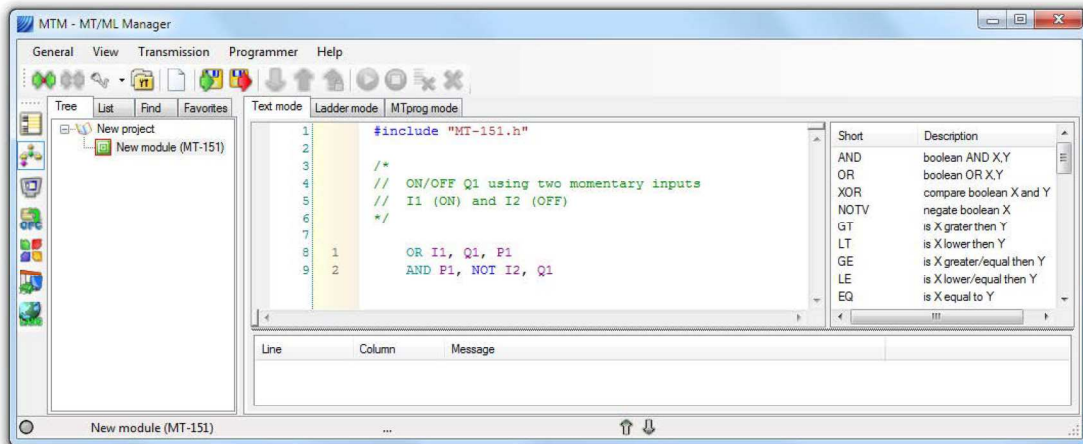 MTM - MT/ML Manager
General View Transmission Programmer Help
YT
Tree List Find Favorites
Text mode Ladder mode MTprog mode
New project
New module (MT-151)
OPC
1 #include "MT-151.h"
2
3 /*
4 // ON/OFF Q1 using two momentary inputs
5 // I1 (ON) and I2 (OFF)
6 */
7
8 1 OR I1, Q1, P1
9 2 AND P1, NOT I2, Q1
Short Description
AND boolean AND X,Y
OR boolean OR X,Y
XOR compare boolean X and Y
NOTV negate boolean X
GT is X grater then Y
LT is X lower then Y
GE is X greater/equal then Y
LE is X lower/equal then Y
EQ is X equal to Y
Line Column Message
New module (MT-151) ...